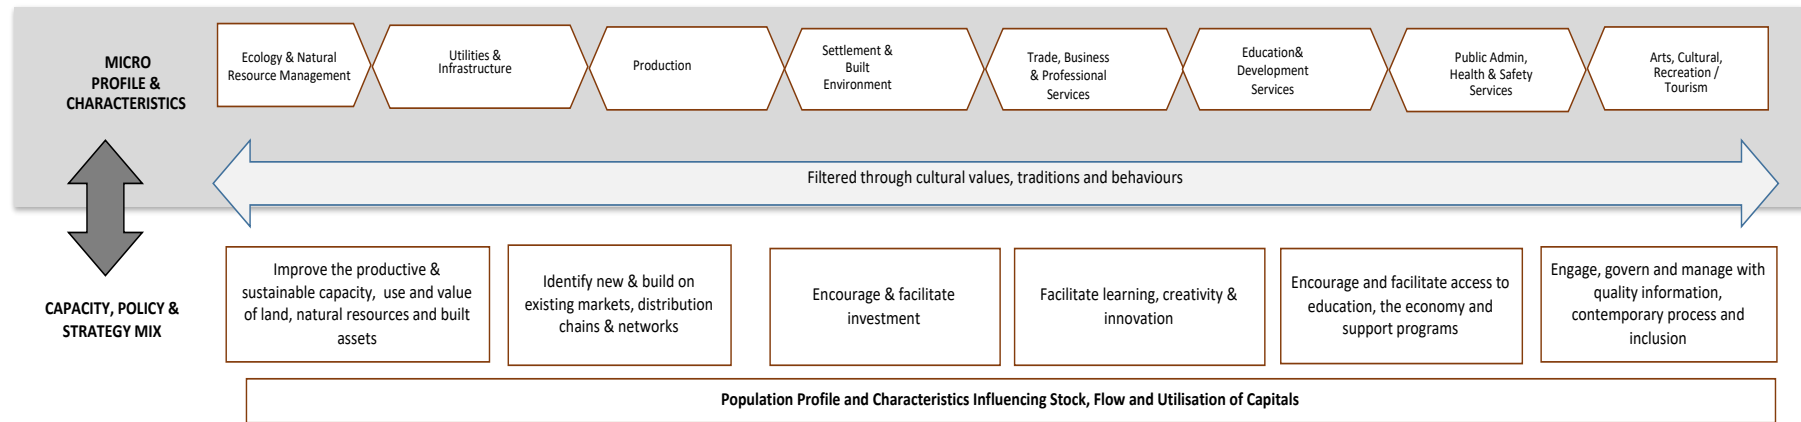 MICRO
PROFILE &
CHARACTERISTICS
Ecology & Natural
Resource Management
Utilities &
Infrastructure
Production
Settlement &
Built
Environment
Trade, Business
& Professional
Services
Education&
Development
Services
Public Admin,
Health & Safety
Services
Arts, Cultural,
Recreation /
Tourism
Filtered through cultural values, traditions and behaviours
CAPACITY, POLICY &
STRATEGY MIX
Improve the productive &
sustainable capacity, use and value
of land, natural resources and built
assets
Identify new & build on
existing markets, distribution
chains & networks
Encourage & facilitate
investment
Facilitate learning, creativity &
innovation
Encourage and facilitate access to
education, the economy and
support programs
Engage, govern and manage with
quality information,
contemporary process and
inclusion
Population Profile and Characteristics Influencing Stock, Flow and Utilisation of Capitals